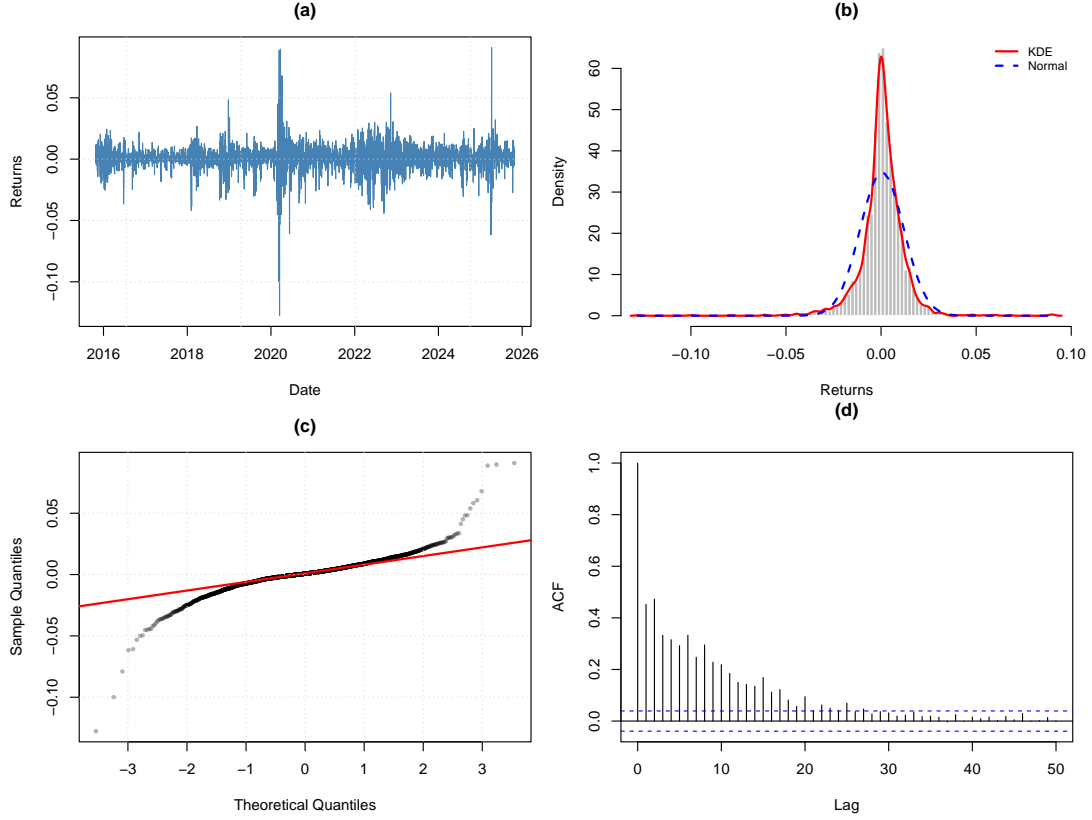 (a)
0.05
0.00
−0.05
−0.10
Returns
2016 2018 2020 2022 2024 2026
Date
(b)
KDE
Normal
60
50
40
30
20
10
0
Density
−0.10 −0.05 0.00 0.05 0.10
Returns
(c)
0.05
0.00
−0.05
−0.10
Sample Quantiles
−3 −2 −1 0 1 2 3
Theoretical Quantiles
(d)
1.0
0.8
0.6
0.4
0.2
0.0
ACF
0 10 20 30 40 50
Lag